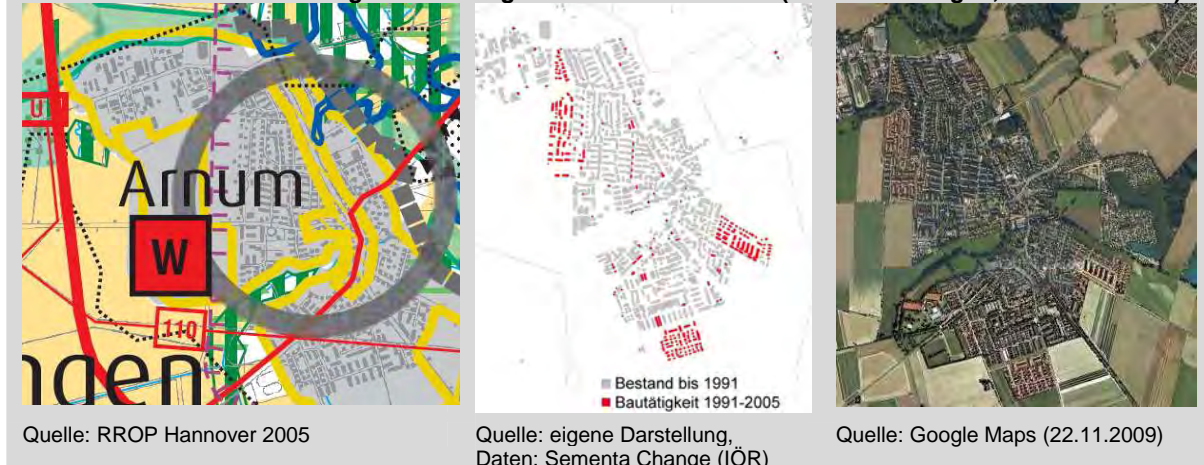 U
Arnum
W
110
ngen
Bestand bis 1991
Bautätigkeit 1991-2005
Quelle: RROP Hannover 2005
Quelle: eigene Darstellung,
Daten: Sementa Change (IÖR)
Quelle: Google Maps (22.11.2009)